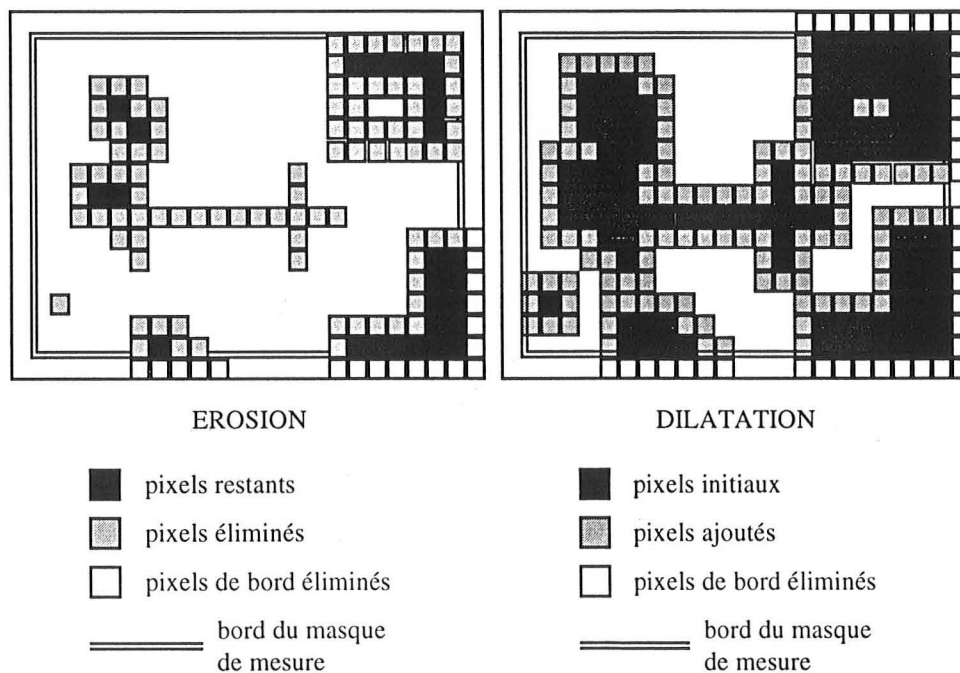 EROSION
pixels restants
pixels éliminés
pixels de bord éliminés
bord du masque
de mesure
DILATATION
pixels initiaux
pixels ajoutés
pixels de bord éliminés
bord du masque
de mesure